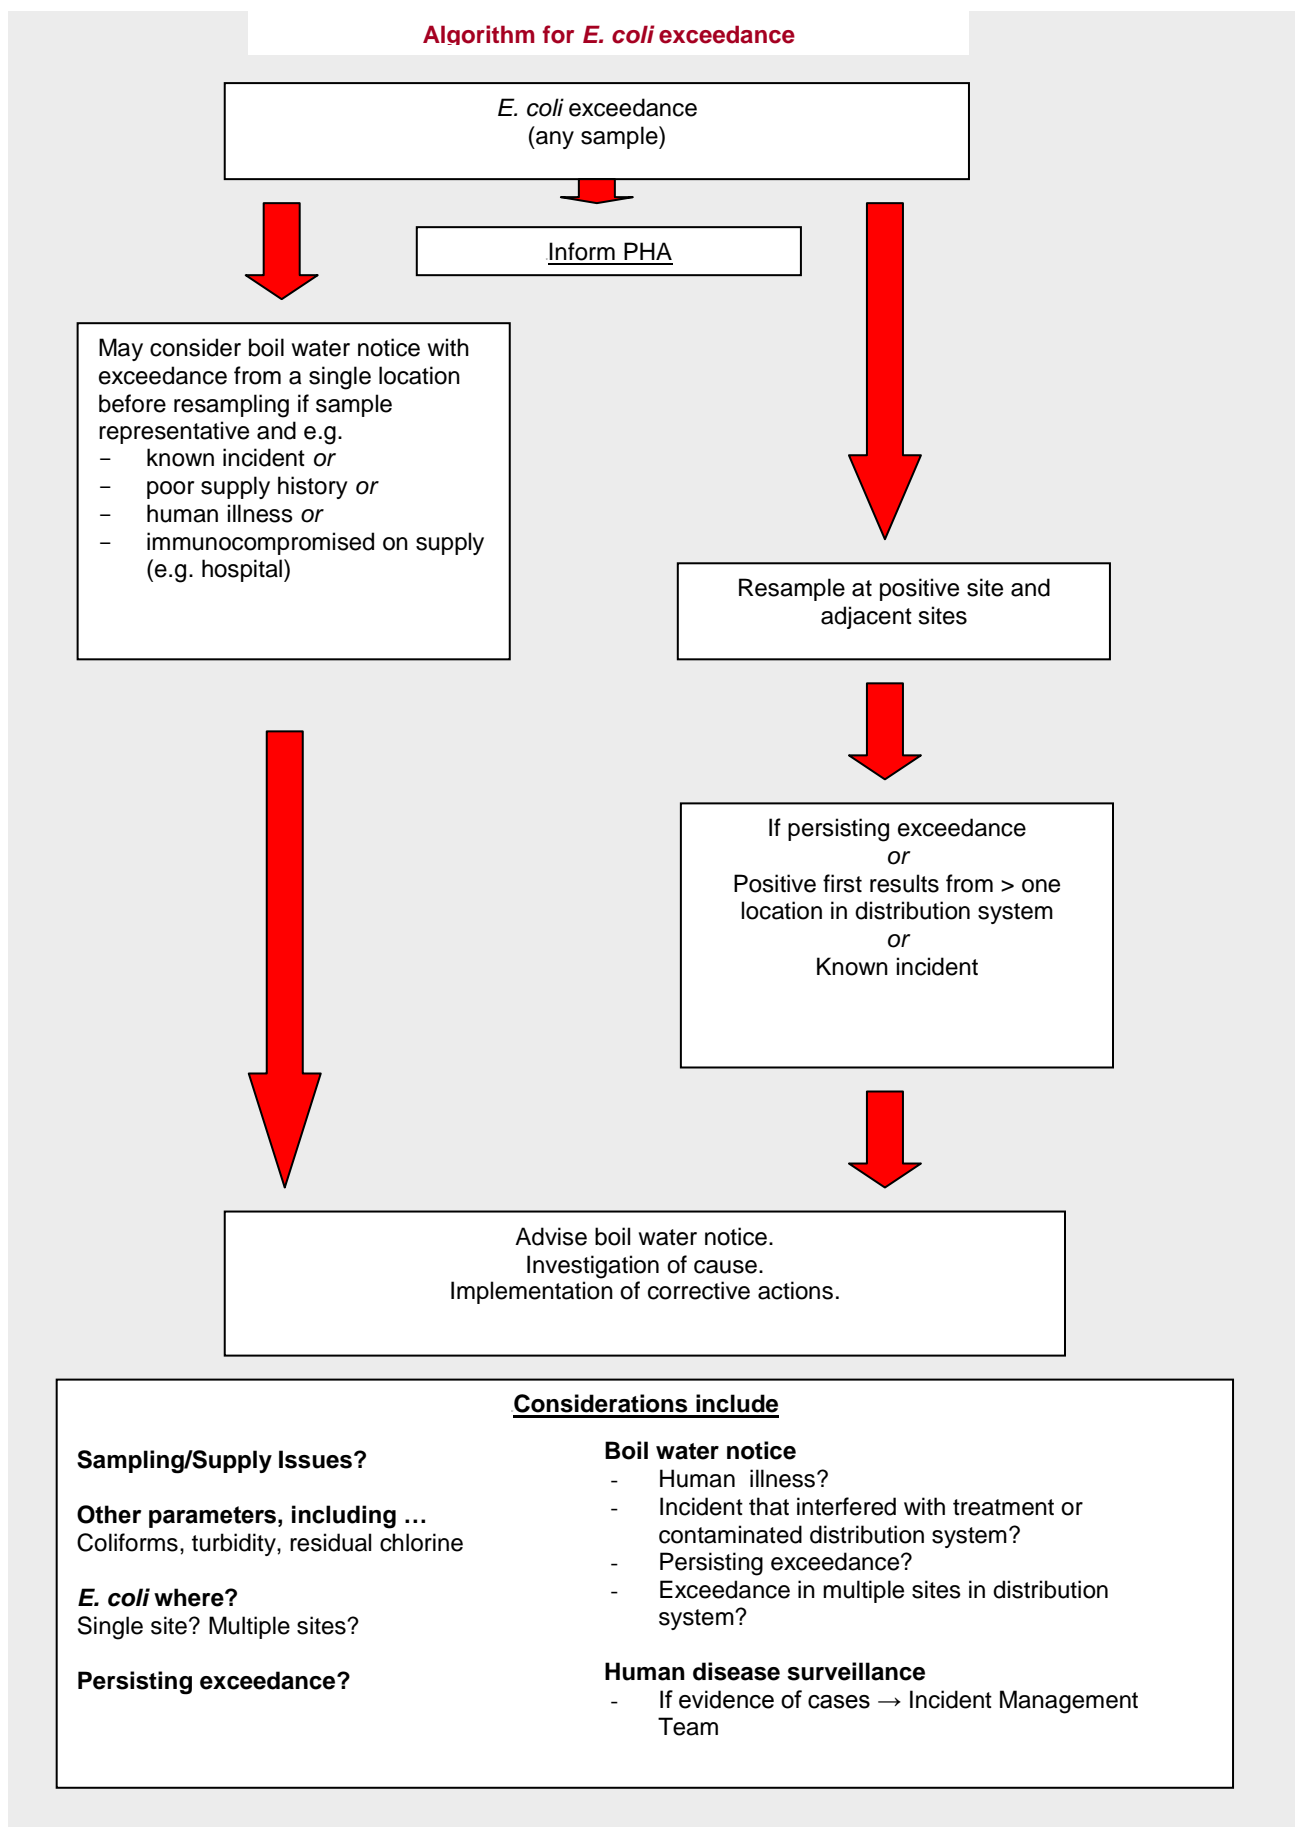 Algorithm for E. coli exceedance
E. coli exceedance
(any sample)
Inform PHA
May consider boil water notice with
exceedance from a single location
before resampling if sample
representative and e.g.
- known incident or
- poor supply history or
- human illness or
- immunocompromised on supply
(e.g. hospital)
Resample at positive site and
adjacent sites
If persisting exceedance
or
Positive first results from > one
location in distribution system
or
Known incident
Advise boil water notice.
Investigation of cause.
Implementation of corrective actions.
Considerations include
Sampling/Supply Issues?
Other parameters, including …
Coliforms, turbidity, residual chlorine
E. coli where?
Single site? Multiple sites?
Persisting exceedance?
Boil water notice
- Human illness?
- Incident that interfered with treatment or
contaminated distribution system?
- Persisting exceedance?
- Exceedance in multiple sites in distribution
system?
Human disease surveillance
- If evidence of cases → Incident Management
Team